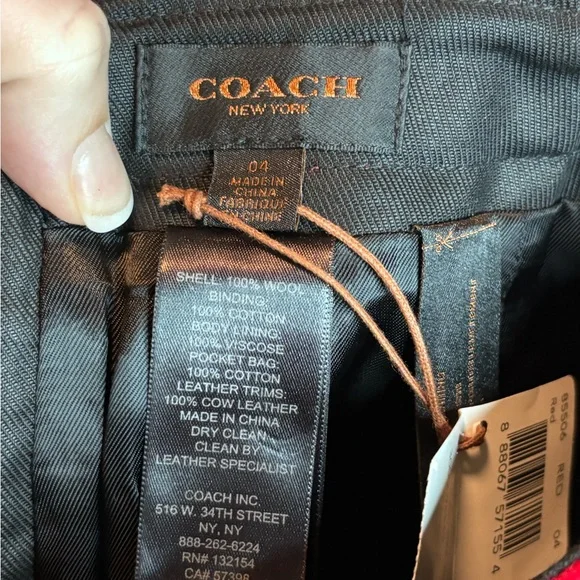 COACH
NEW YORK
04
MADE IN
CHINA
FABRIQUÉ
EN CHINE
SHELL: 100% WOOL
BINDING:
100% COTTON
BODY LINING:
100% VISCOSE
POCKET BAG:
100% COTTON
LEATHER TRIMS:
100% COW LEATHER
MADE IN CHINA
DRY CLEAN
CLEAN BY
LEATHER SPECIALIST
COACH INC.
516 W. 34TH STREET
NY, NY
888-262-6224
RN# 132154
CA# 57398
85506 RED 04
Red
8 88067 57155 4